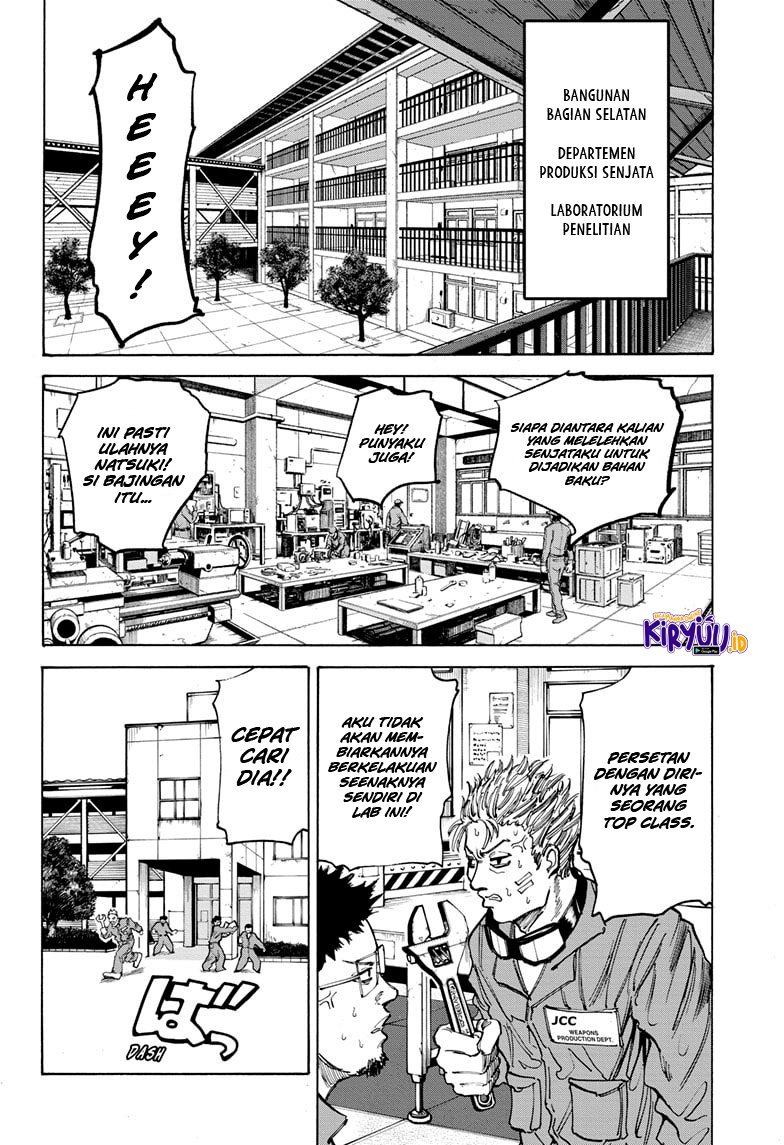 BANGUNAN
BAGIAN SELATAN
DEPARTEMEN
PRODUKSI SENJATA
LABORATORIUM
PENELITIAN
HEEEEY!
SIAPA DIANTARA KALIAN
YANG MELELEHKAN
SENJATAKU UNTUK
DIJADIKAN BAHAN
BAKU?
HEY!
PUNYAKU
JUGA!
INI PASTI
ULAHNYA
NATSUKI!
SI BAJINGAN
ITU...
KIRYUU.ID
PERSETAN
DENGAN DIRI-
NYA YANG
SEORANG
TOP CLASS.
AKU TIDAK
AKAN MEM-
BIARKANNYA
BERKELAKUAN
SEENAKNYA
SENDIRI DI
LAB INI!
JCC
WEAPONS
PRODUCTION DEPT.
CEPAT
CARI
DIA!!
ばっ
DASH